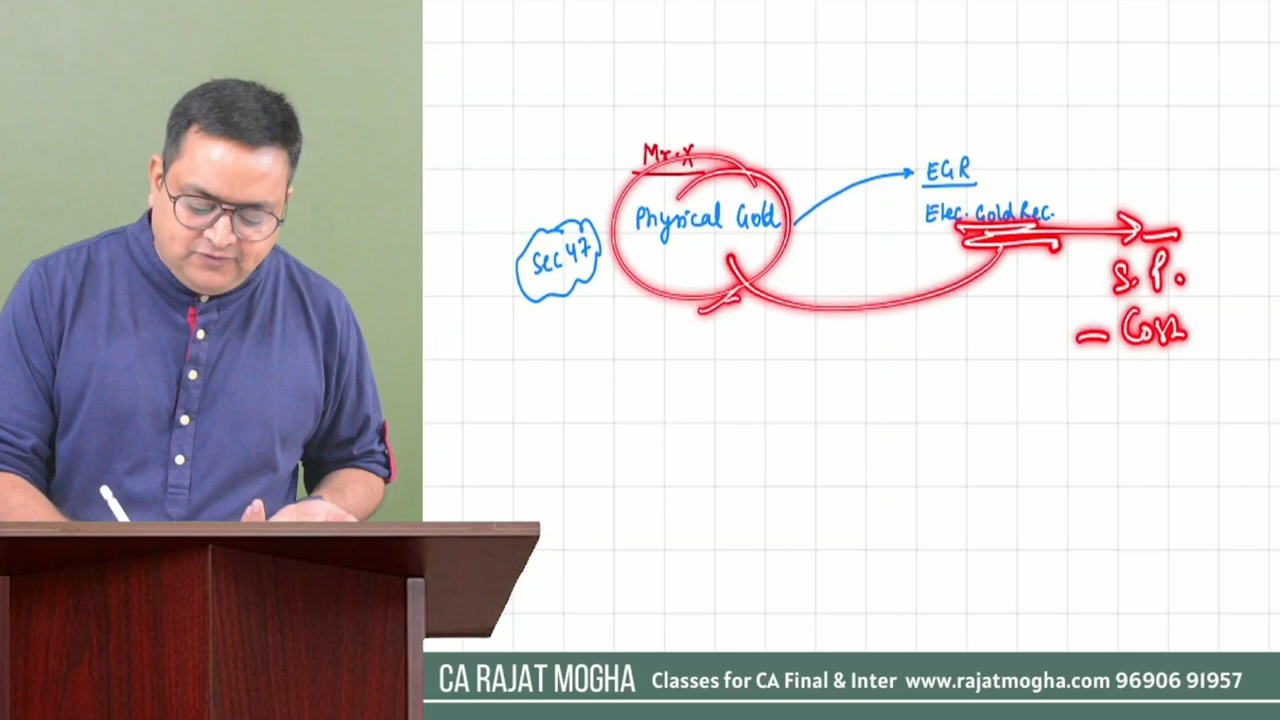 Mr. X
EGR
Physical Gold
Elec. Gold Rec.
Sec 47
S. P.
- Cost
CA RAJAT MOGHA Classes for CA Final & Inter www.rajatmogha.com 96906 91957